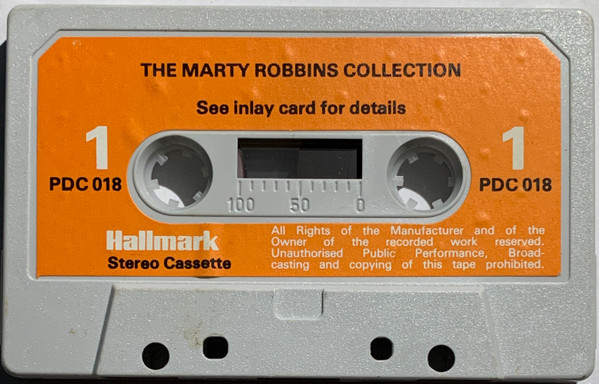 THE MARTY ROBBINS COLLECTION
See inlay card for details
1
1
PDC 018
PDC 018
100 50 0
Hallmark
Stereo Cassette
All Rights of the Manufacturer and of the
Owner of the recorded work reserved.
Unauthorised Public Performance, Broad-
casting and copying of this tape prohibited.